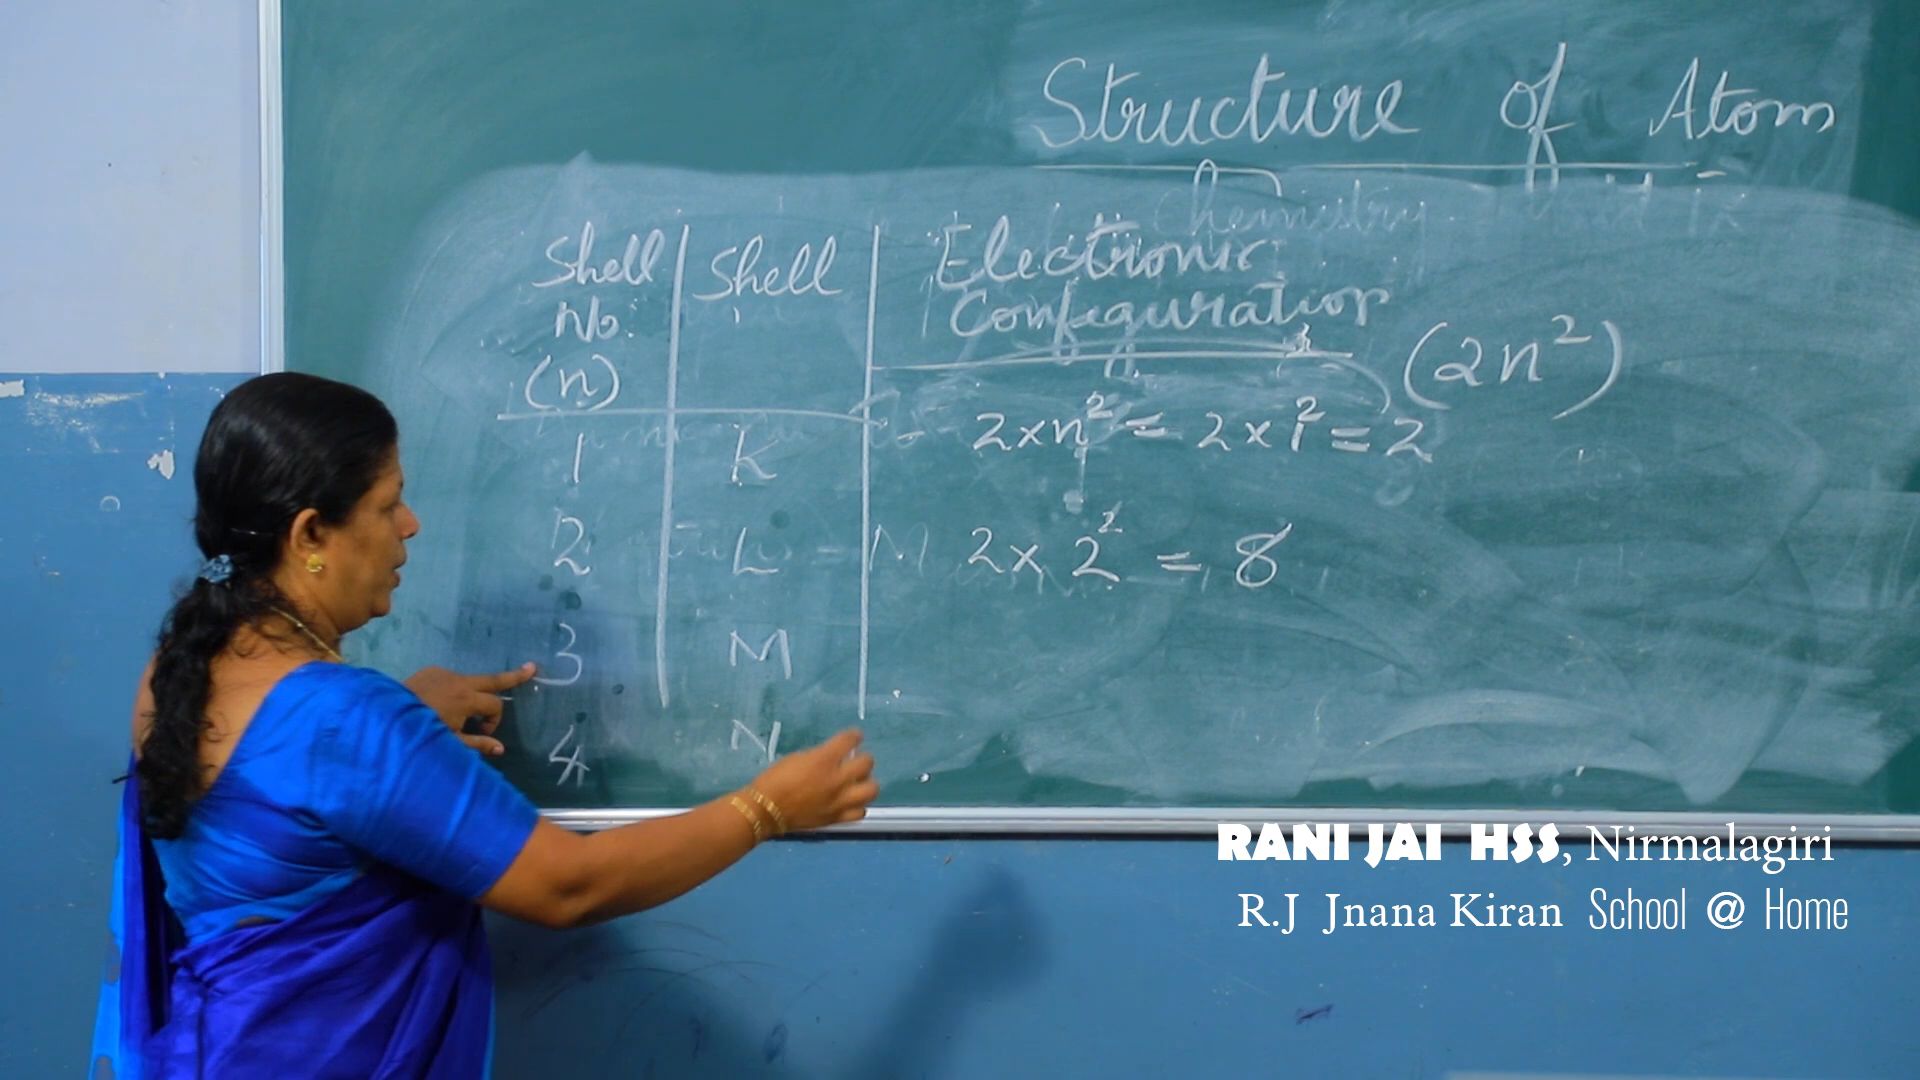 Structure of Atom
Chemistry
Shell No. (n)
Shell
Electronic Configuration (2n²)
1 K 2×n² = 2×1² = 2
2 L 2×2² = 8
3 M
4 N
RANI JAI HSS, Nirmalagiri
R.J Jnana Kiran School @ Home